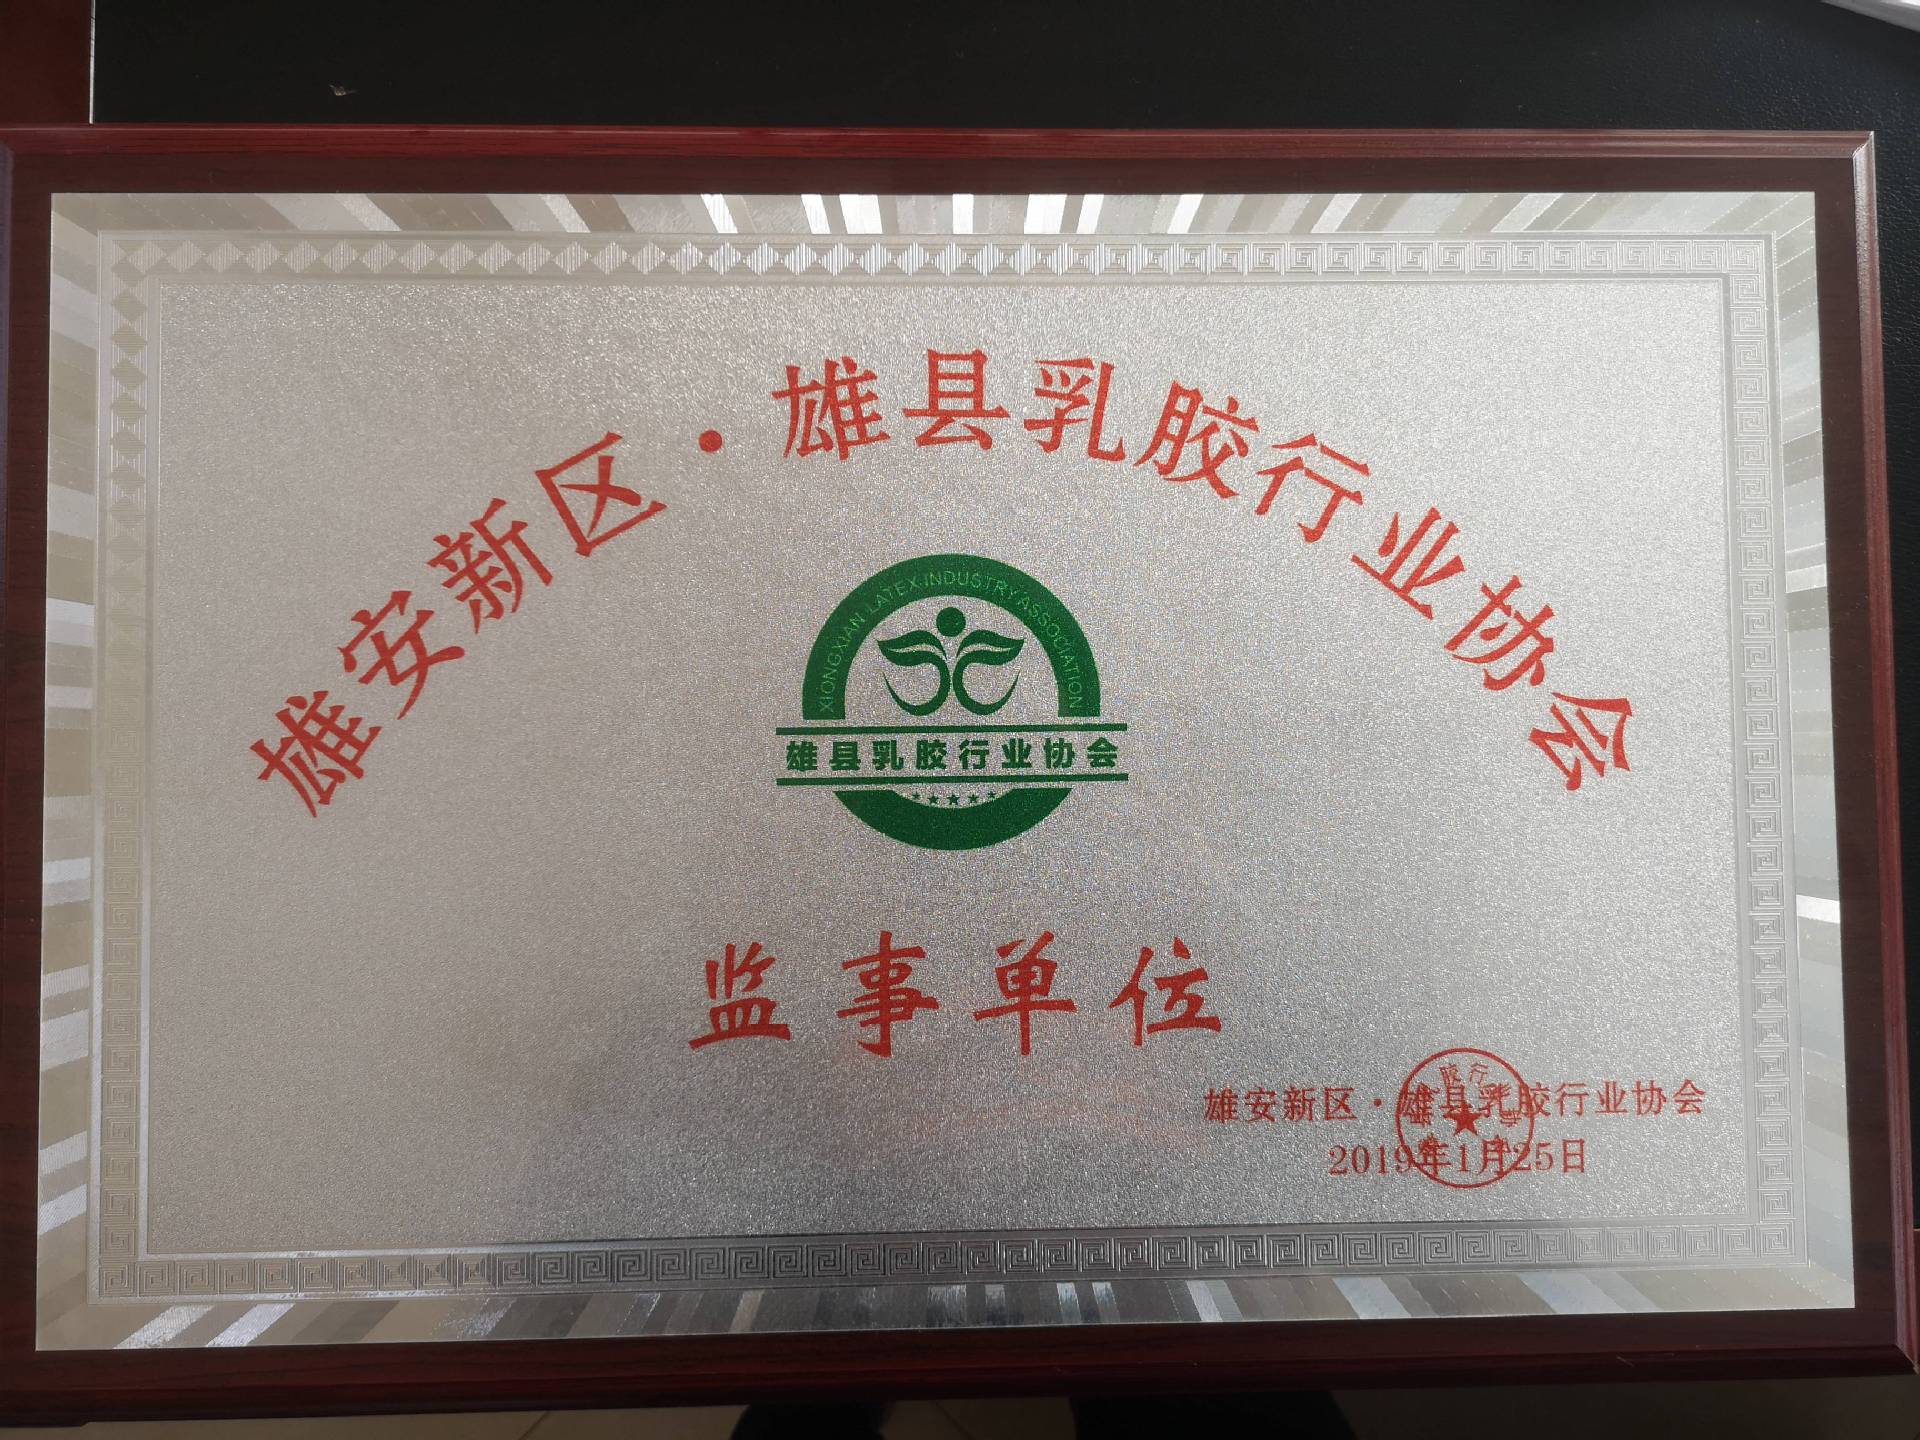 雄安新区·雄县乳胶行业协会
XIONGXIAN LATEX INDUSTRY ASSOCIATION
雄县乳胶行业协会
监事单位
雄安新区·雄县乳胶行业协会
2019年1月25日